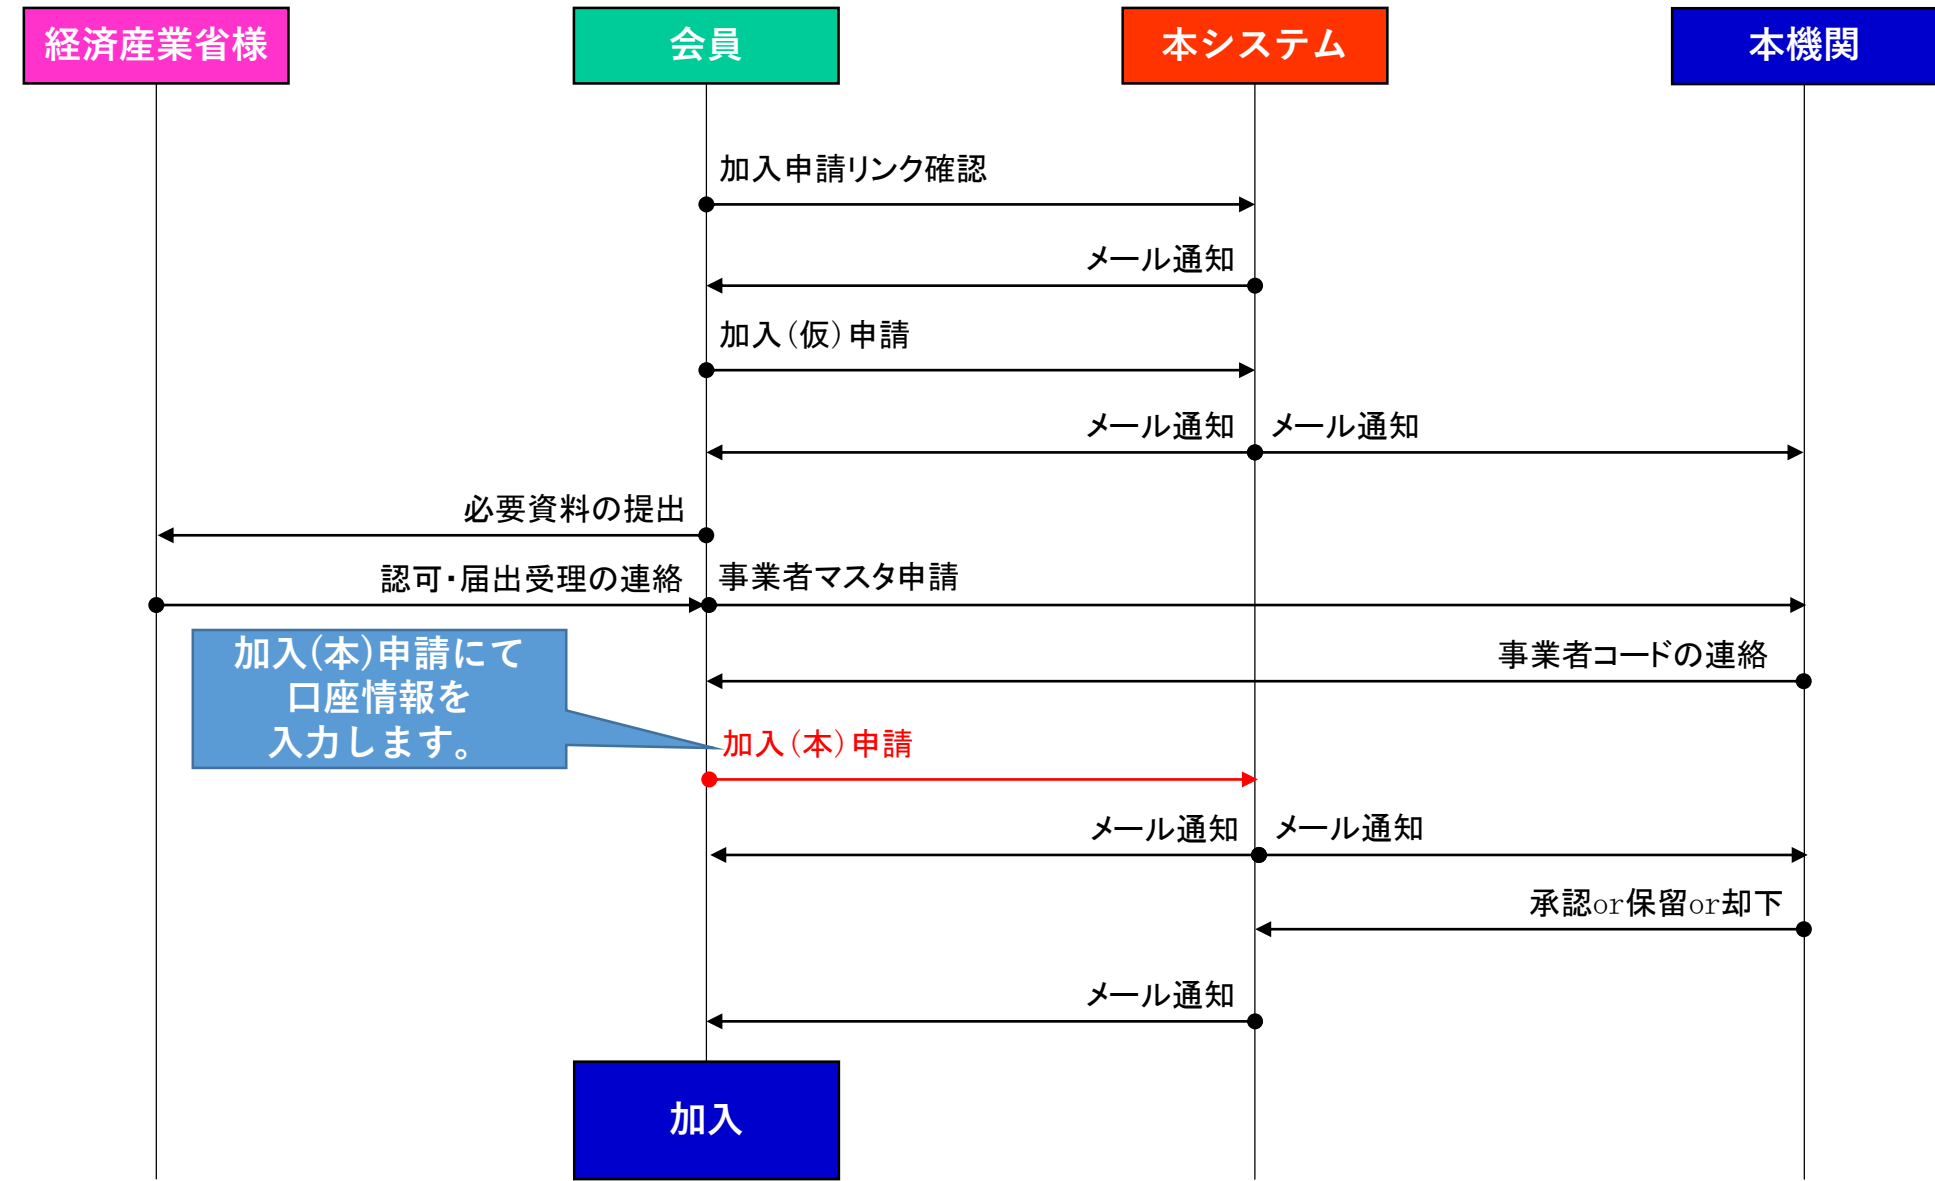 経済産業省様
会員
本システム
本機関
加入申請リンク確認
メール通知
加入(仮)申請
メール通知
メール通知
必要資料の提出
認可・届出受理の連絡
事業者マスタ申請
事業者コードの連絡
加入(本)申請にて
口座情報を
入力します。
加入(本)申請
メール通知
メール通知
承認or保留or却下
メール通知
加入